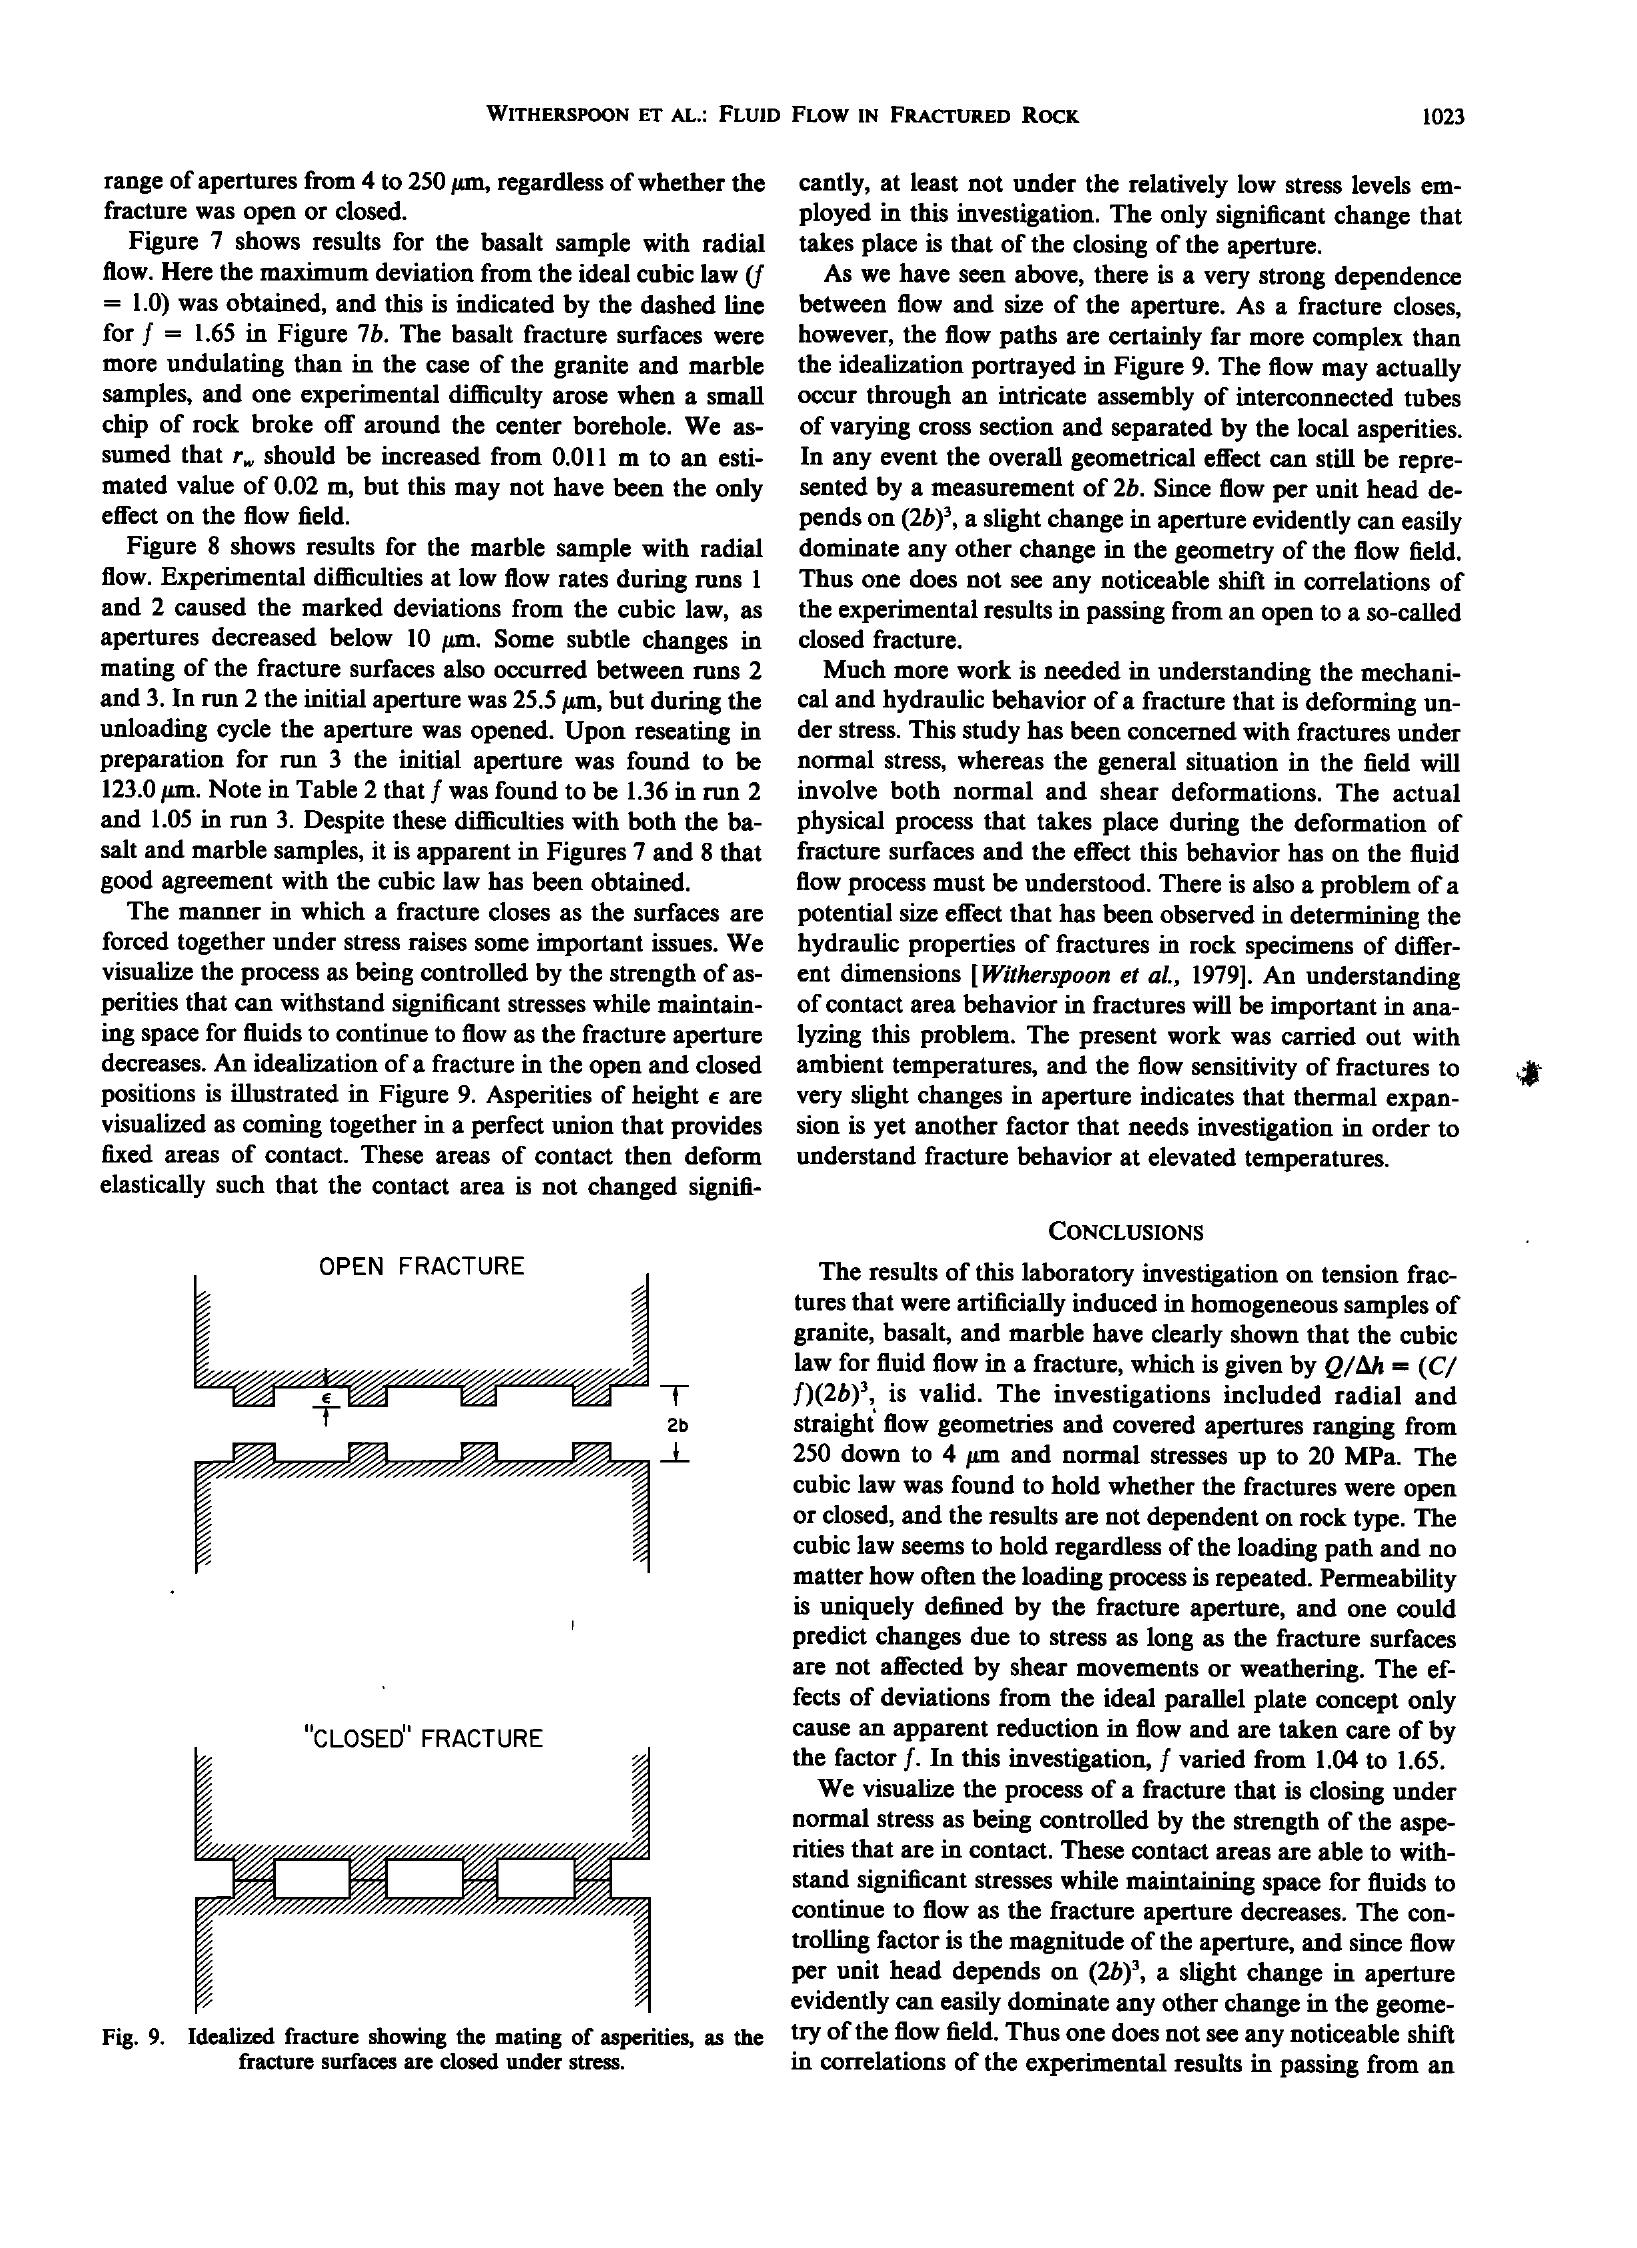 WITHERSPOON ET AL.: FLUID FLOW IN FRACTURED ROCK 1023
range of apertures from 4 to 250 μm, regardless of whether the
fracture was open or closed.
Figure 7 shows results for the basalt sample with radial
flow. Here the maximum deviation from the ideal cubic law (f
= 1.0) was obtained, and this is indicated by the dashed line
for f = 1.65 in Figure 7b. The basalt fracture surfaces were
more undulating than in the case of the granite and marble
samples, and one experimental difficulty arose when a small
chip of rock broke off around the center borehole. We as-
sumed that r_w should be increased from 0.011 m to an esti-
mated value of 0.02 m, but this may not have been the only
effect on the flow field.
Figure 8 shows results for the marble sample with radial
flow. Experimental difficulties at low flow rates during runs 1
and 2 caused the marked deviations from the cubic law, as
apertures decreased below 10 μm. Some subtle changes in
mating of the fracture surfaces also occurred between runs 2
and 3. In run 2 the initial aperture was 25.5 μm, but during the
unloading cycle the aperture was opened. Upon reseating in
preparation for run 3 the initial aperture was found to be
123.0 μm. Note in Table 2 that f was found to be 1.36 in run 2
and 1.05 in run 3. Despite these difficulties with both the ba-
salt and marble samples, it is apparent in Figures 7 and 8 that
good agreement with the cubic law has been obtained.
The manner in which a fracture closes as the surfaces are
forced together under stress raises some important issues. We
visualize the process as being controlled by the strength of as-
perities that can withstand significant stresses while maintain-
ing space for fluids to continue to flow as the fracture aperture
decreases. An idealization of a fracture in the open and closed
positions is illustrated in Figure 9. Asperities of height ϵ are
visualized as coming together in a perfect union that provides
fixed areas of contact. These areas of contact then deform
elastically such that the contact area is not changed signifi-
OPEN FRACTURE
ϵ
2b
"CLOSED" FRACTURE
Fig. 9. Idealized fracture showing the mating of asperities, as the
fracture surfaces are closed under stress.
cantly, at least not under the relatively low stress levels em-
ployed in this investigation. The only significant change that
takes place is that of the closing of the aperture.
As we have seen above, there is a very strong dependence
between flow and size of the aperture. As a fracture closes,
however, the flow paths are certainly far more complex than
the idealization portrayed in Figure 9. The flow may actually
occur through an intricate assembly of interconnected tubes
of varying cross section and separated by the local asperities.
In any event the overall geometrical effect can still be repre-
sented by a measurement of 2b. Since flow per unit head de-
pends on (2b)³, a slight change in aperture evidently can easily
dominate any other change in the geometry of the flow field.
Thus one does not see any noticeable shift in correlations of
the experimental results in passing from an open to a so-called
closed fracture.
Much more work is needed in understanding the mechani-
cal and hydraulic behavior of a fracture that is deforming un-
der stress. This study has been concerned with fractures under
normal stress, whereas the general situation in the field will
involve both normal and shear deformations. The actual
physical process that takes place during the deformation of
fracture surfaces and the effect this behavior has on the fluid
flow process must be understood. There is also a problem of a
potential size effect that has been observed in determining the
hydraulic properties of fractures in rock specimens of differ-
ent dimensions [Witherspoon et al., 1979]. An understanding
of contact area behavior in fractures will be important in ana-
lyzing this problem. The present work was carried out with
ambient temperatures, and the flow sensitivity of fractures to
very slight changes in aperture indicates that thermal expan-
sion is yet another factor that needs investigation in order to
understand fracture behavior at elevated temperatures.
CONCLUSIONS
The results of this laboratory investigation on tension frac-
tures that were artificially induced in homogeneous samples of
granite, basalt, and marble have clearly shown that the cubic
law for fluid flow in a fracture, which is given by Q/Δh = (C/
f)(2b)³, is valid. The investigations included radial and
straight flow geometries and covered apertures ranging from
250 down to 4 μm and normal stresses up to 20 MPa. The
cubic law was found to hold whether the fractures were open
or closed, and the results are not dependent on rock type. The
cubic law seems to hold regardless of the loading path and no
matter how often the loading process is repeated. Permeability
is uniquely defined by the fracture aperture, and one could
predict changes due to stress as long as the fracture surfaces
are not affected by shear movements or weathering. The ef-
fects of deviations from the ideal parallel plate concept only
cause an apparent reduction in flow and are taken care of by
the factor f. In this investigation, f varied from 1.04 to 1.65.
We visualize the process of a fracture that is closing under
normal stress as being controlled by the strength of the aspe-
rities that are in contact. These contact areas are able to with-
stand significant stresses while maintaining space for fluids to
continue to flow as the fracture aperture decreases. The con-
trolling factor is the magnitude of the aperture, and since flow
per unit head depends on (2b)³, a slight change in aperture
evidently can easily dominate any other change in the geome-
try of the flow field. Thus one does not see any noticeable shift
in correlations of the experimental results in passing from an